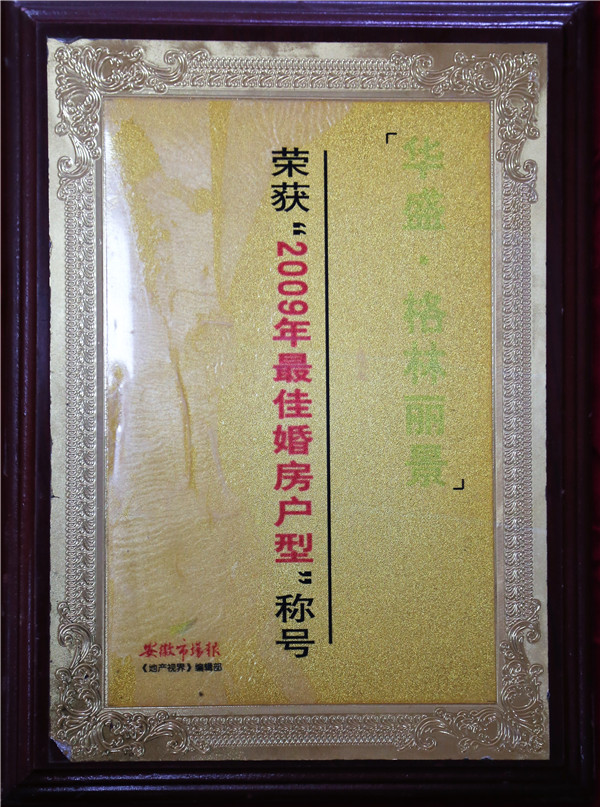 「华盛·格林丽景」
荣获“2009年最佳婚房户型”称号
安徽市场报
《地产视界》编辑部